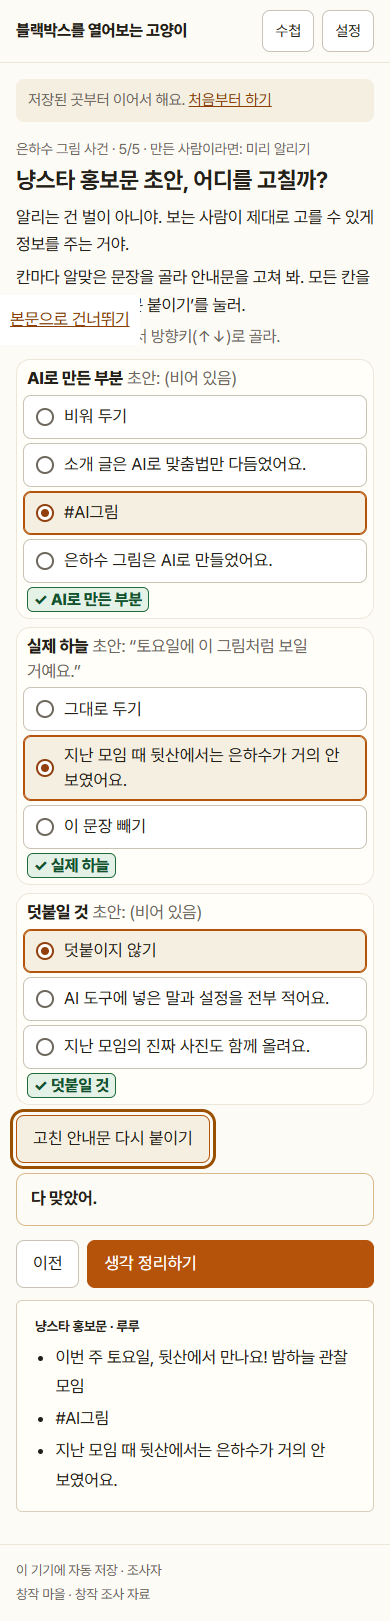 블랙박스를 열어보는 고양이
수첩
설정
저장된 곳부터 이어서 해요. 처음부터 하기
은하수 그림 사건 · 5/5 · 만든 사람이라면: 미리 알리기
냥스타 홍보문 초안, 어디를 고칠까?
알리는 건 벌이 아니야. 보는 사람이 제대로 고를 수 있게
정보를 주는 거야.
칸마다 알맞은 문장을 골라 안내문을 고쳐 봐. 모든 칸을
붙이기’를 눌러.
본문으로 건너뛰기
방향키(↑↓)로 골라.
AI로 만든 부분 초안: (비어 있음)
비워 두기
소개 글은 AI로 맞춤법만 다듬었어요.
#AI그림
은하수 그림은 AI로 만들었어요.
✓ AI로 만든 부분
실제 하늘 초안: “토요일에 이 그림처럼 보일
거예요.”
그대로 두기
지난 모임 때 뒷산에서는 은하수가 거의 안
보였어요.
이 문장 빼기
✓ 실제 하늘
덧붙일 것 초안: (비어 있음)
덧붙이지 않기
AI 도구에 넣은 말과 설정을 전부 적어요.
지난 모임의 진짜 사진도 함께 올려요.
✓ 덧붙일 것
고친 안내문 다시 붙이기
다 맞았어.
이전
생각 정리하기
냥스타 홍보문 · 루루
• 이번 주 토요일, 뒷산에서 만나요! 밤하늘 관찰
모임
• #AI그림
• 지난 모임 때 뒷산에서는 은하수가 거의 안
보였어요.
이 기기에 자동 저장 · 조사자
창작 마을 · 창작 조사 자료